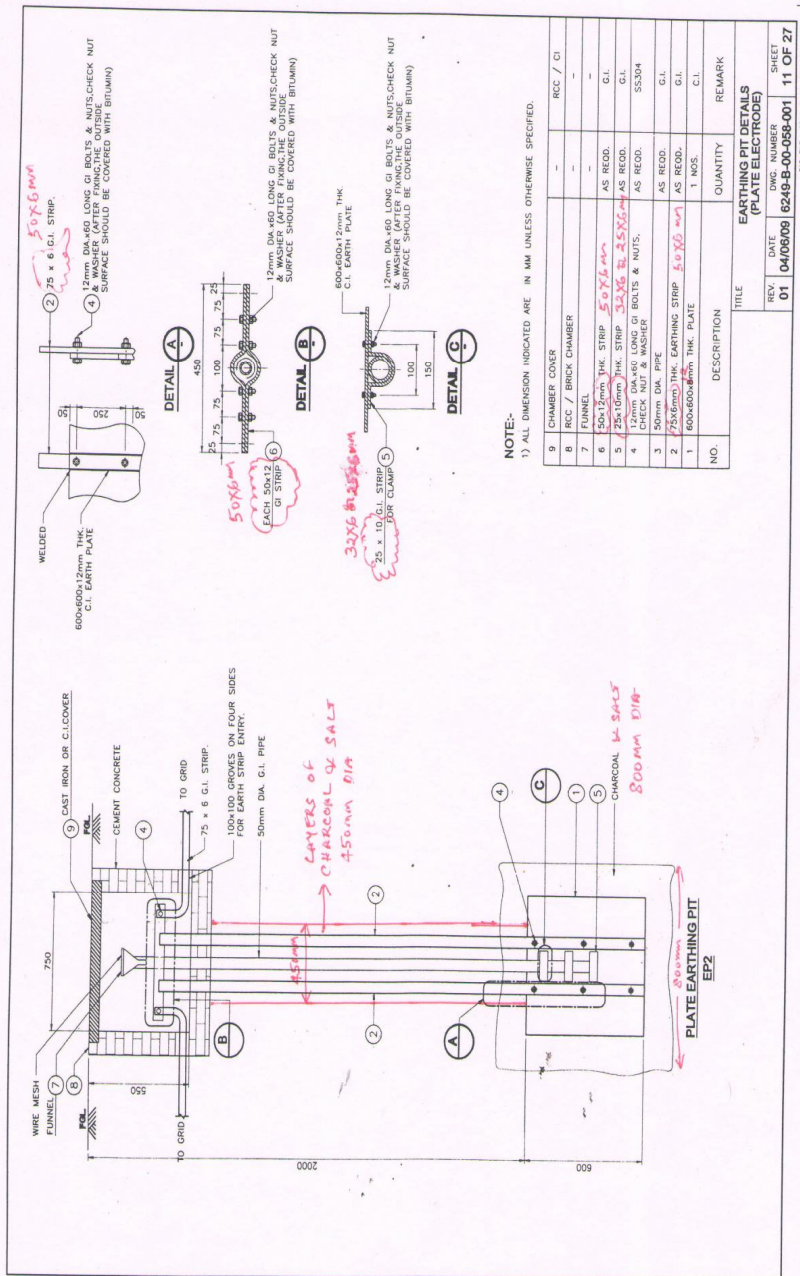 WIRE MESH
FUNNEL 7
8
FGL.
750
9 CAST IRON OR C.I.COVER
FGL.
CEMENT CONCRETE
4
TO GRID
75 x 6 G.I. STRIP.
100x100 GROVES ON FOUR SIDES
FOR EARTH STRIP ENTRY.
50mm DIA. G.I. PIPE
550
TO GRID
B
450mm
LAYERS OF
CHARCOAL & SALT
450mm DIA
2
2
2000
A
4
C
1
5
CHARCOAL & SALT
800MM DIA
600
800mm
PLATE EARTHING PIT
EP2
WELDED
600x600x12mm THK.
C.I. EARTH PLATE
50
250
50
50X6mm
2 75 x 6 G.I. STRIP.
4
12mm DIA.x60 LONG GI BOLTS & NUTS,CHECK NUT
& WASHER (AFTER FIXING,THE OUTSIDE
SURFACE SHOULD BE COVERED WITH BITUMIN)
DETAIL A
-
450
25 75 75 100 75 75 25
50X6m
EACH 50x12
GI STRIP
6
12mm DIA.x60 LONG GI BOLTS & NUTS,CHECK NUT
& WASHER (AFTER FIXING,THE OUTSIDE
SURFACE SHOULD BE COVERED WITH BITUMIN)
DETAIL B
-
600x600x12mm THK
C.I. EARTH PLATE
32X6 or 25X6mm
25 x 10 G.I. STRIP
FOR CLAMP
5
100
150
12mm DIA.x60 LONG GI BOLTS & NUTS,CHECK NUT
& WASHER (AFTER FIXING,THE OUTSIDE
SURFACE SHOULD BE COVERED WITH BITUMIN)
DETAIL C
-
NOTE:-
1) ALL DIMENSION INDICATED ARE IN MM UNLESS OTHERWISE SPECIFIED.
9 CHAMBER COVER – RCC / CI
8 RCC / BRICK CHAMBER – –
7 FUNNEL – –
6 50x12mm THK. STRIP 50X6mm AS REQD. G.I.
5 25x10mm THK. STRIP 32X6 or 25X6m AS REQD. G.I.
4 12mm DIA.x60 LONG GI BOLTS & NUTS, AS REQD. SS304
CHECK NUT & WASHER
3 50mm DIA. PIPE AS REQD. G.I.
2 75X6mm THK. EARTHING STRIP 50X6 mm AS REQD. G.I.
1 600x600x THK. PLATE 1 NOS. C.I.
NO. DESCRIPTION QUANTITY REMARK
TITLE
EARTHING PIT DETAILS
(PLATE ELECTRODE)
REV. DATE DWG. NUMBER SHEET
01 04/06/09 6249-B-00-058-001 11 OF 27